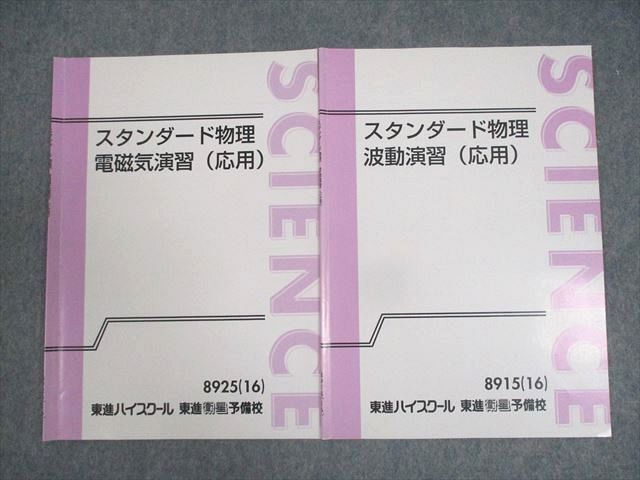 スタンダード物理
電磁気演習（応用）
8925(16)
東進ハイスクール 東進衛星予備校
SCIENCE
スタンダード物理
波動演習（応用）
8915(16)
東進ハイスクール 東進衛星予備校
SCIENCE